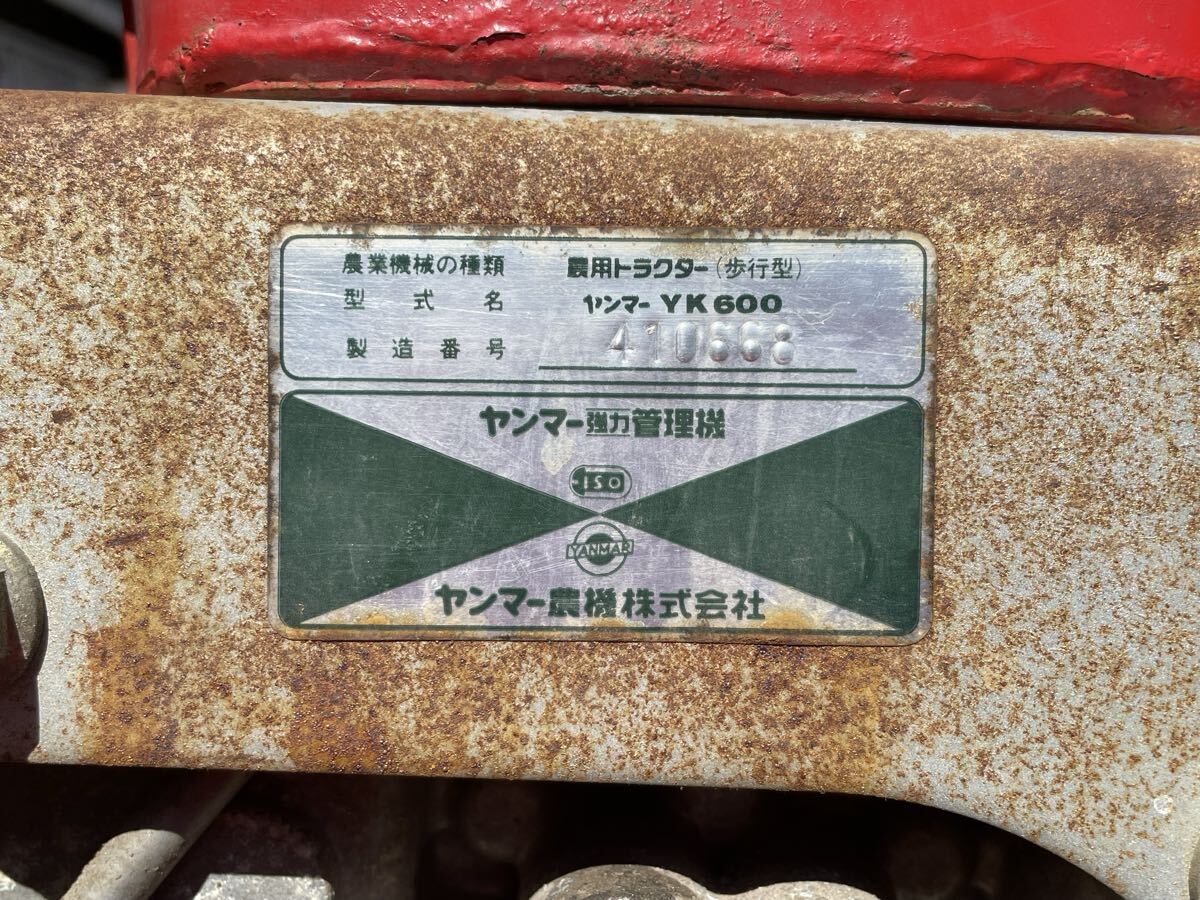 農業機械の種類 農用トラクター(歩行型)
型式名 ヤンマー YK600
製造番号 410668
ヤンマー強力管理機
ISO
YANMAR
ヤンマー農機株式会社